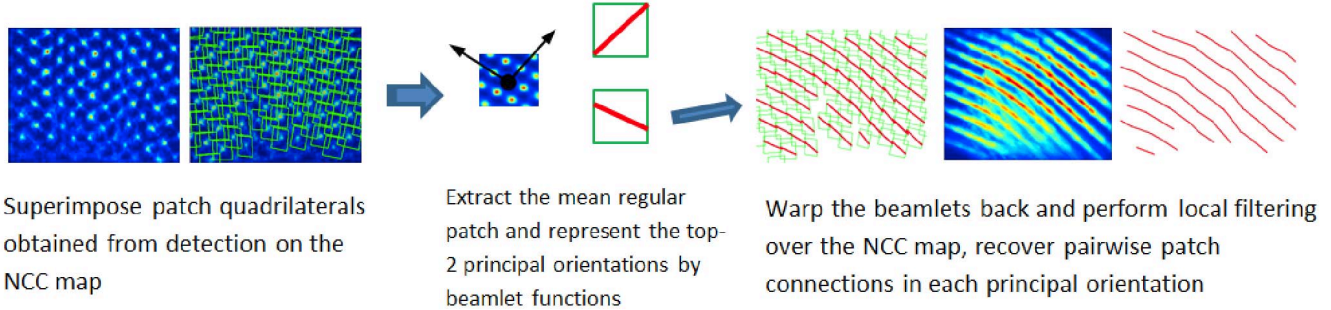 Superimpose patch quadrilaterals
obtained from detection on the
NCC map
Extract the mean regular
patch and represent the top-
2 principal orientations by
beamlet functions
Warp the beamlets back and perform local filtering
over the NCC map, recover pairwise patch
connections in each principal orientation